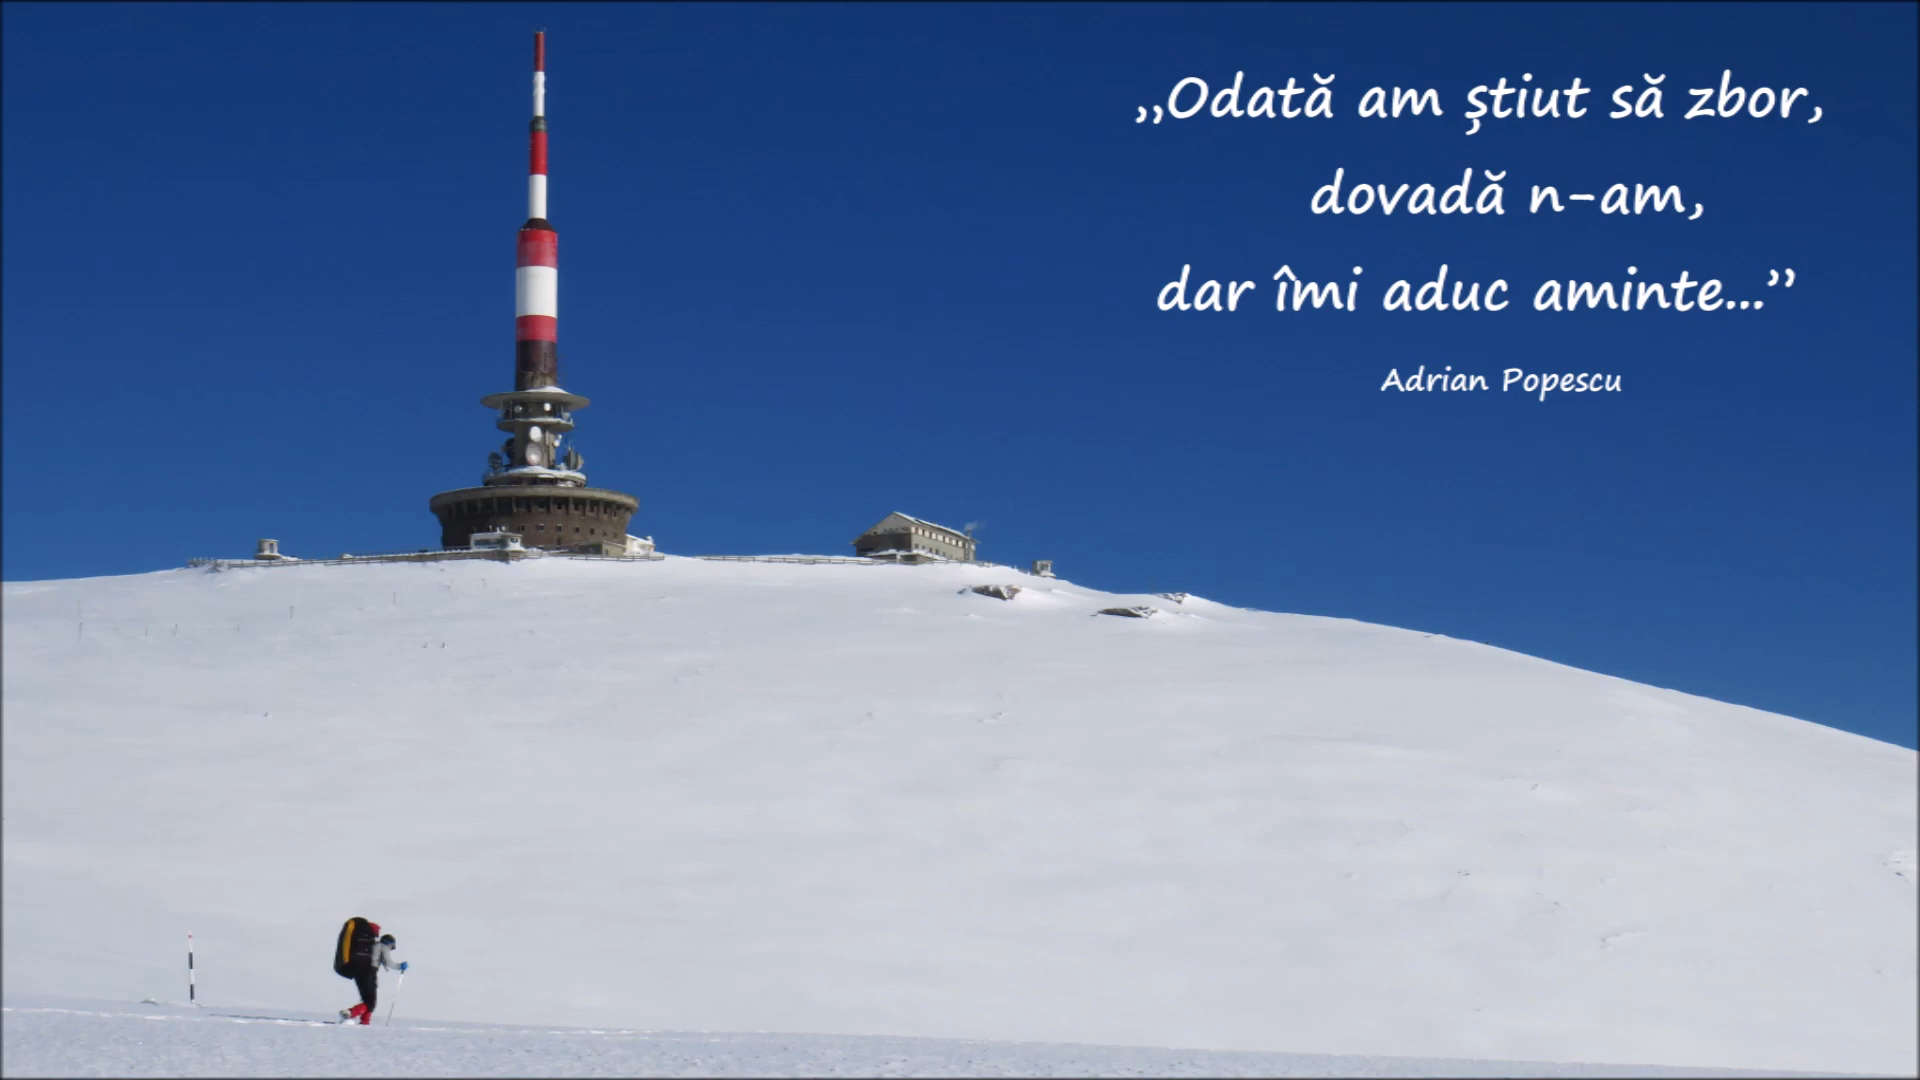 „Odată am știut să zbor,
dovadă n-am,
dar îmi aduc aminte...”
Adrian Popescu